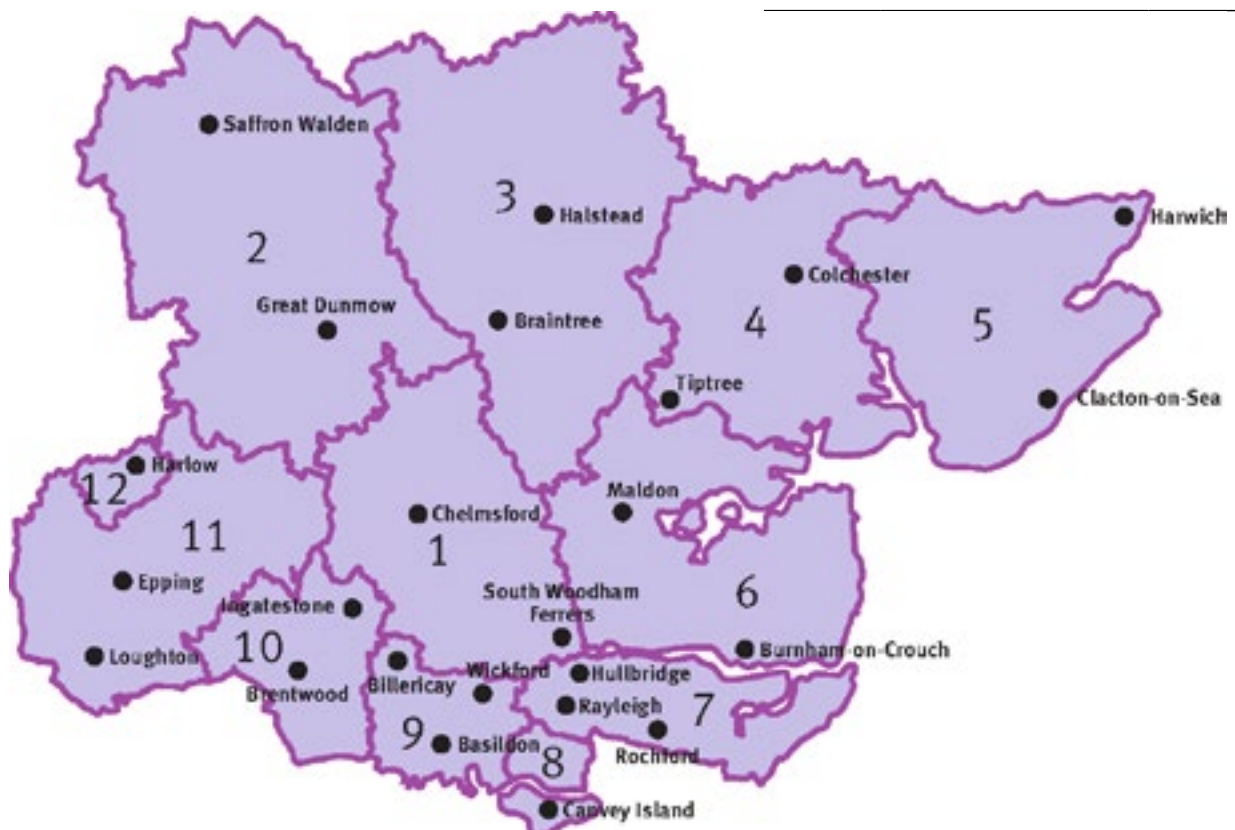 Saffron Walden
3
Halstead
Harwich
2
Colchester
Great Dunmow
Braintree
4
5
Tiptree
Clacton-on-Sea
Harlow
12
Maldon
Chelmsford
11
1
Epping
South Woodham
Ferrers
6
Ingatestone
10
Loughton
Burnham-on-Crouch
Brentwood
Billericay
Wickford
Hullbridge
Rayleigh
7
9
Basildon
Rochford
8
Canvey Island